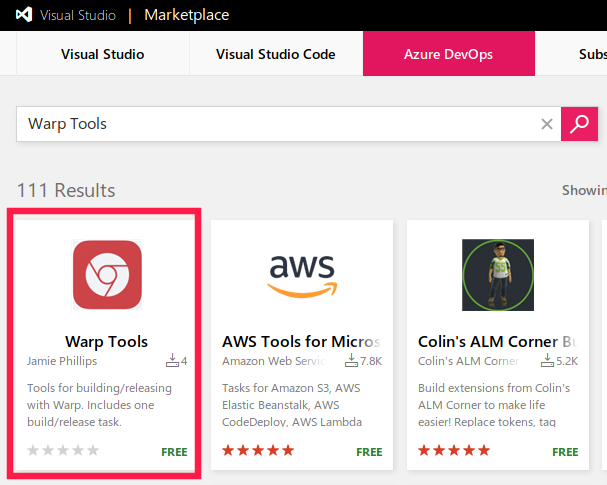 Visual Studio | Marketplace
Visual Studio
Visual Studio Code
Azure DevOps
Subs
Warp Tools
111 Results
Showin
Warp Tools
Jamie Phillips 4
Tools for building/releasing
with Warp. Includes one
build/release task.
FREE
aws
AWS Tools for Micros
Amazon Web Servic 7.8K
Tasks for Amazon S3, AWS
Elastic Beanstalk, AWS
CodeDeploy, AWS Lambda
FREE
Colin's ALM Corner Bu
Colin's ALM Corner 5.2K
Build extensions from Colin's
ALM Corner to make life
easier! Replace tokens, tag
FREE